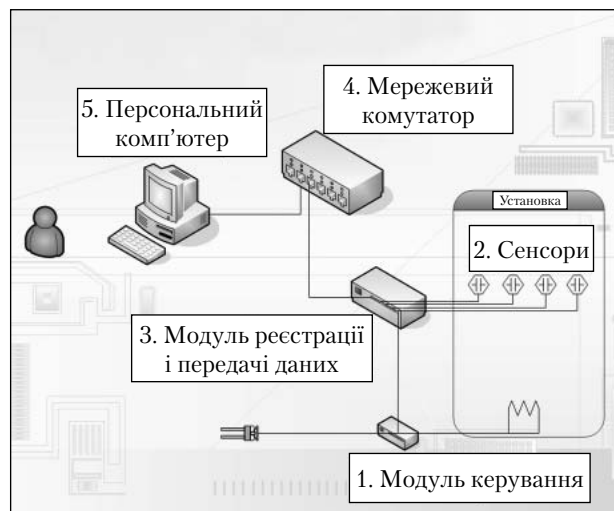 4. Мережевий
комутатор
5. Персональний
комп’ютер
Установка
2. Сенсори
3. Модуль реєстрації
і передачі даних
1. Модуль керування